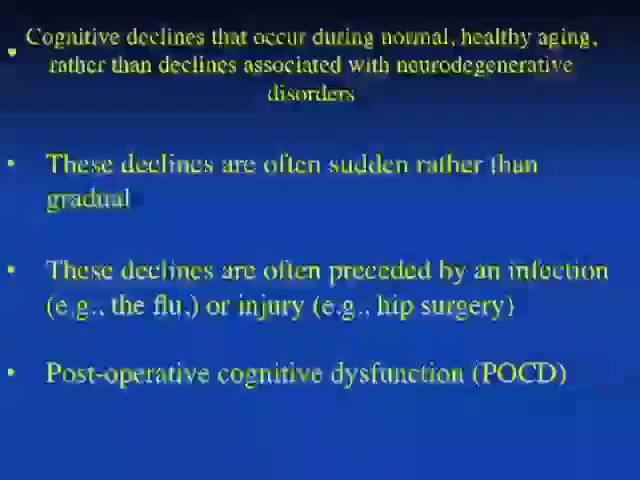 • Cognitive declines that occur during normal, healthy aging,
rather than declines associated with neurodegenerative
disorders
• These declines are often sudden rather than
gradual
• These declines are often preceded by an infection
(e.g., the flu,) or injury (e.g., hip surgery)
• Post-operative cognitive dysfunction (POCD)